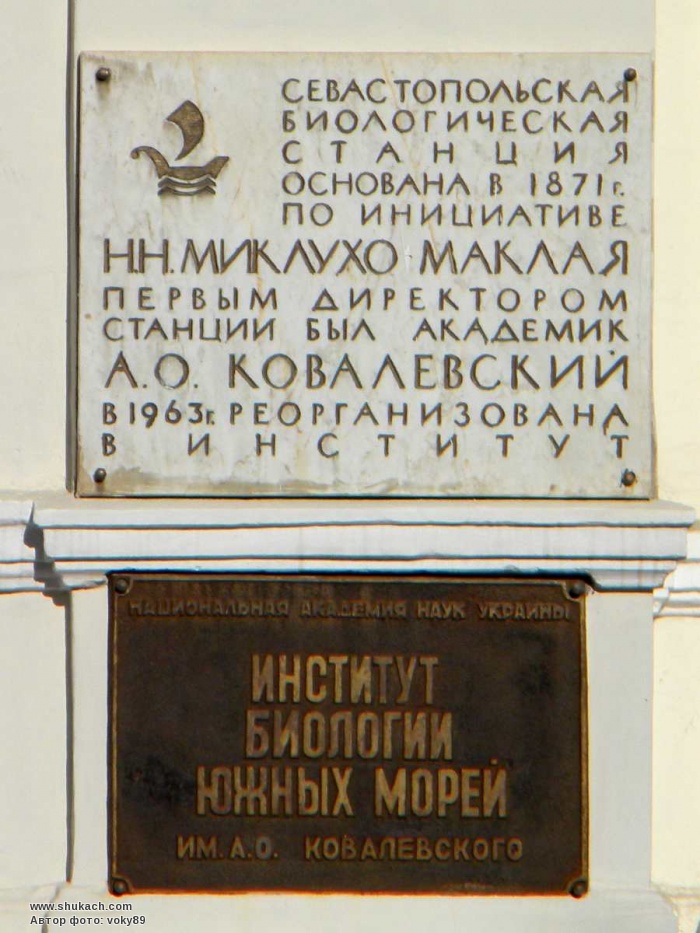 СЕВАСТОПОЛЬСКАЯ
БИОЛОГИЧЕСКАЯ
СТАНЦИЯ
ОСНОВАНА В 1871г.
ПО ИНИЦИАТИВЕ
Н.Н.МИКЛУХО МАКЛАЯ
ПЕРВЫМ ДИРЕКТОРОМ
СТАНЦИИ БЫЛ АКАДЕМИК
А.О. КОВАЛЕВСКИЙ
В 1963г. РЕОРГАНИЗОВАНА
В ИНСТИТУТ
НАЦИОНАЛЬНАЯ АКАДЕМИЯ НАУК УКРАИНЫ
ИНСТИТУТ
БИОЛОГИИ
ЮЖНЫХ МОРЕЙ
ИМ. А.О. КОВАЛЕВСКОГО
www.shukach.com
Автор фото: voky89